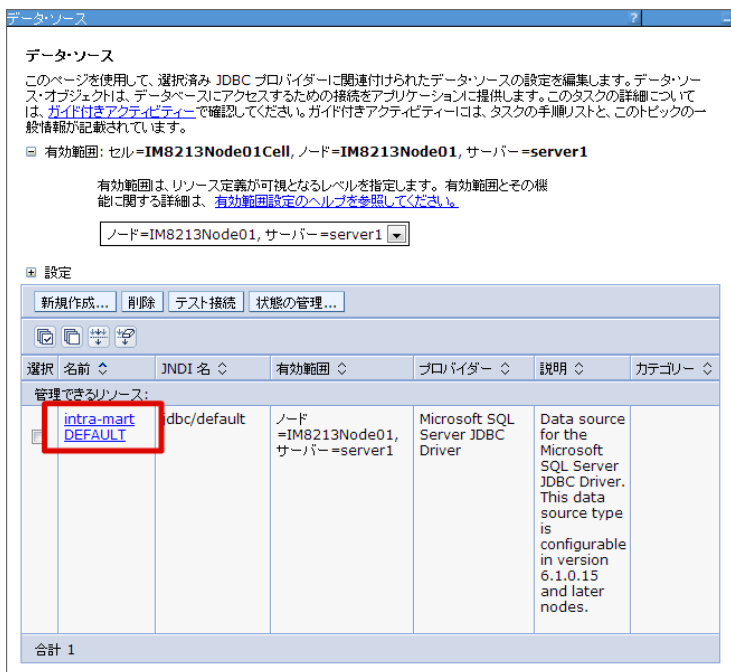 データ・ソース ? _
データ・ソース
このページを使用して、選択済み JDBC プロバイダーに関連付けられたデータ・ソースの設定を編集します。データ・ソー
ス・オブジェクトは、データベースにアクセスするための接続をアプリケーションに提供します。このタスクの詳細について
は、ガイド付きアクティビティーで確認してください。ガイド付きアクティビティーには、タスクの手順リストと、このトピックの一
般情報が記載されています。
有効範囲: セル=IM8213Node01Cell, ノード=IM8213Node01, サーバー=server1
有効範囲は、リソース定義が可視となるレベルを指定します。有効範囲とその機
能に関する詳細は、有効範囲設定のヘルプを参照してください。
ノード=IM8213Node01, サーバー=server1
設定
新規作成... 削除 テスト接続 状態の管理...
選択 名前 JNDI 名 有効範囲 プロバイダー 説明 カテゴリー
管理できるリソース:
intra-mart
DEFAULT
jdbc/default
ノード
=IM8213Node01,
サーバー=server1
Microsoft SQL
Server JDBC
Driver
Data source
for the
Microsoft
SQL Server
JDBC Driver.
This data
source type
is
configurable
in version
6.1.0.15
and later
nodes.
合計 1